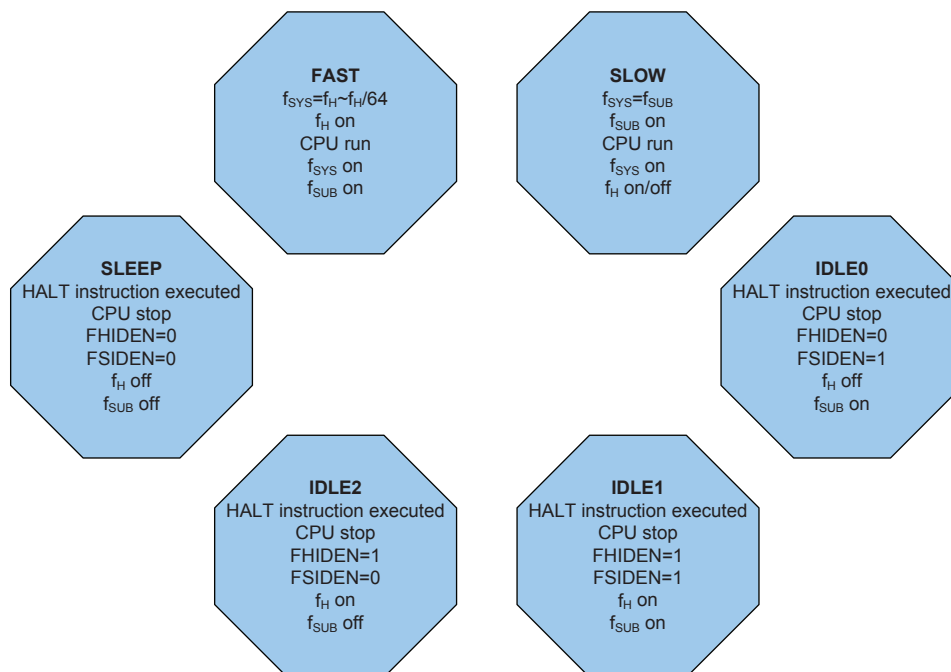 FAST
fSYS=fH~fH/64
fH on
CPU run
fSYS on
fSUB on
SLOW
fSYS=fSUB
fSUB on
CPU run
fSYS on
fH on/off
SLEEP
HALT instruction executed
CPU stop
FHIDEN=0
FSIDEN=0
fH off
fSUB off
IDLE0
HALT instruction executed
CPU stop
FHIDEN=0
FSIDEN=1
fH off
fSUB on
IDLE2
HALT instruction executed
CPU stop
FHIDEN=1
FSIDEN=0
fH on
fSUB off
IDLE1
HALT instruction executed
CPU stop
FHIDEN=1
FSIDEN=1
fH on
fSUB on